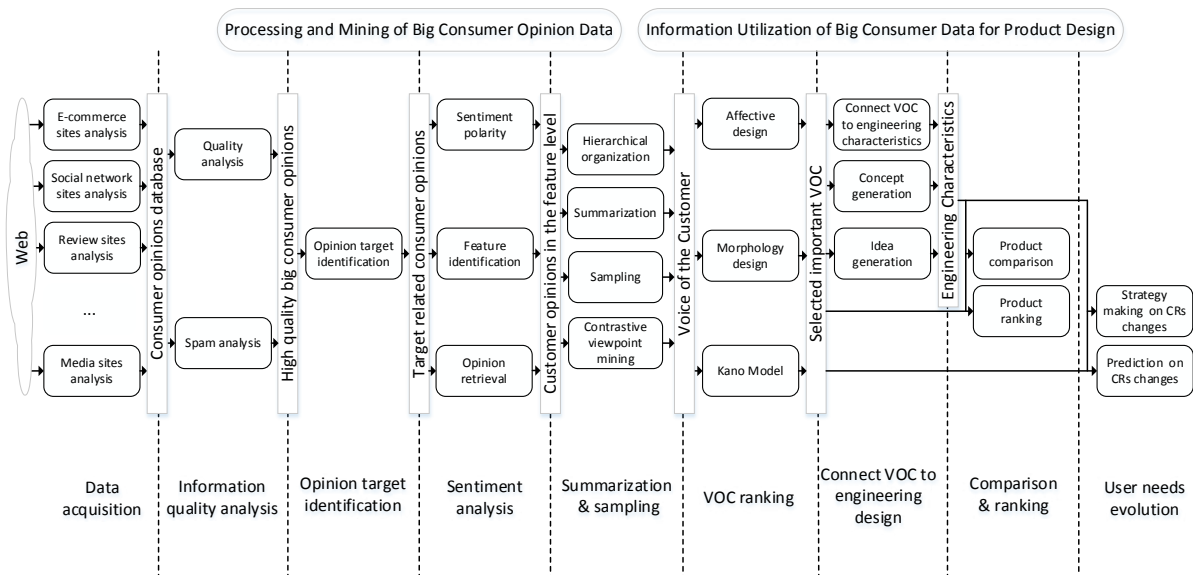 Processing and Mining of Big Consumer Opinion Data
Information Utilization of Big Consumer Data for Product Design
Web
E-commerce
sites analysis
Social network
sites analysis
Review sites
analysis
...
Media sites
analysis
Consumer opinions database
Quality
analysis
Spam analysis
High quality big consumer opinions
Opinion target
identification
Target related consumer opinions
Sentiment
polarity
Feature
identification
Opinion
retrieval
Customer opinions in the feature level
Hierarchical
organization
Summarization
Sampling
Contrastive
viewpoint
mining
Voice of the Customer
Affective
design
Morphology
design
Kano Model
Selected important VOC
Connect VOC
to engineering
characteristics
Concept
generation
Idea
generation
Engineering Characteristics
Product
comparison
Product
ranking
Strategy
making on CRs
changes
Prediction on
CRs changes
Data
acquisition
Information
quality analysis
Opinion target
identification
Sentiment
analysis
Summarization
& sampling
VOC ranking
Connect VOC to
engineering
design
Comparison
& ranking
User needs
evolution